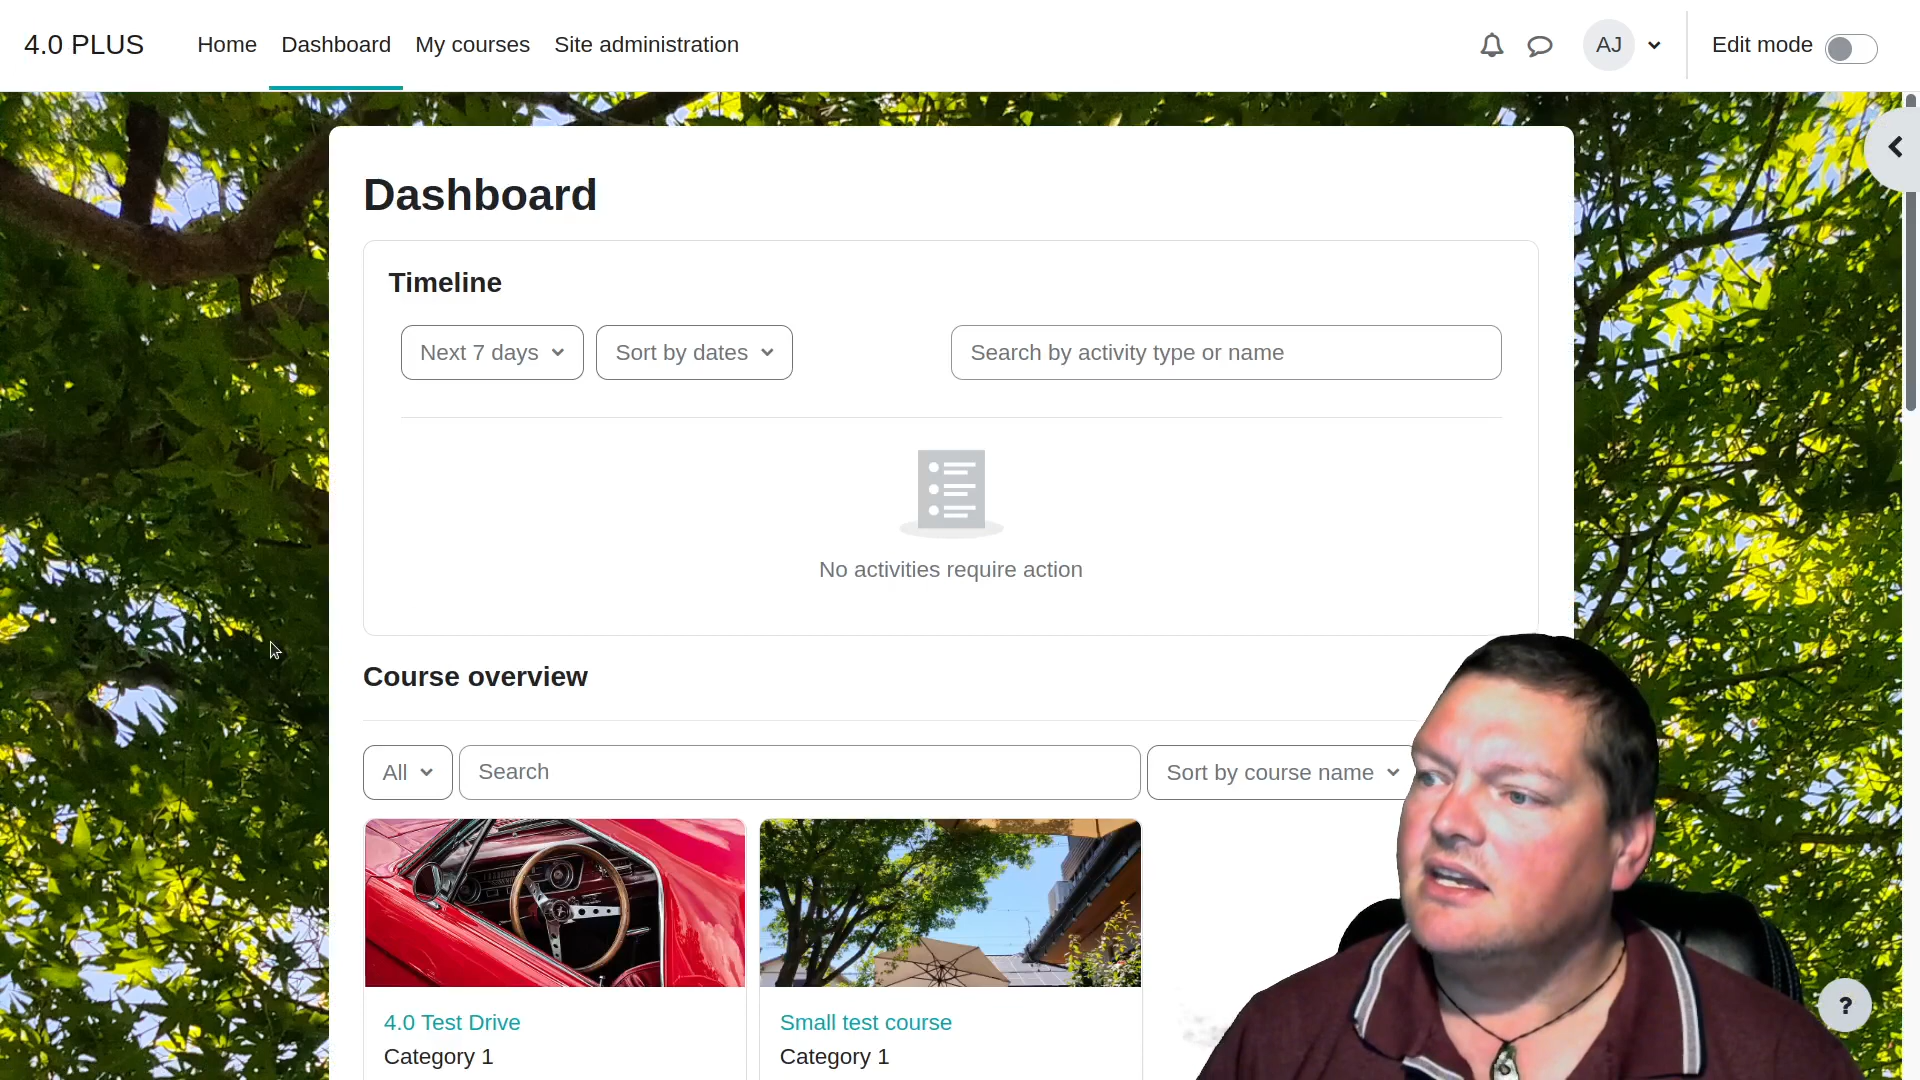 4.0 PLUS
Home
Dashboard
My courses
Site administration
AJ
Edit mode
Dashboard
Timeline
Next 7 days
Sort by dates
Search by activity type or name
No activities require action
Course overview
All
Search
Sort by course name
4.0 Test Drive
Category 1
Small test course
Category 1
?